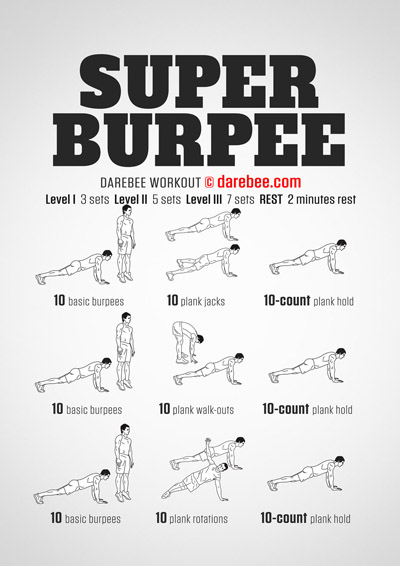 SUPER
BURPEE
DAREBEE WORKOUT © darebee.com
Level I 3 sets Level II 5 sets Level III 7 sets REST 2 minutes rest
10 basic burpees 10 plank jacks 10-count plank hold
10 basic burpees 10 plank walk-outs 10-count plank hold
10 basic burpees 10 plank rotations 10-count plank hold